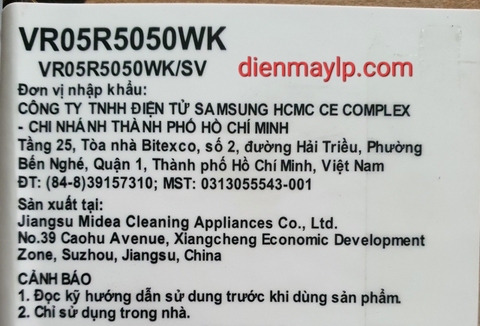 VR05R5050WK
VR05R5050WK/SV
dienmaylp.com
Đơn vị nhập khẩu:
CÔNG TY TNHH ĐIỆN TỬ SAMSUNG HCMC CE COMPLEX
- CHI NHÁNH THÀNH PHỐ HỒ CHÍ MINH
Tầng 25, Tòa nhà Bitexco, số 2, đường Hải Triều, Phường
Bến Nghé, Quận 1, Thành phố Hồ Chí Minh, Việt Nam
ĐT: (84-8)39157310; MST: 0313055543-001
Sản xuất tại:
Jiangsu Midea Cleaning Appliances Co., Ltd.
No.39 Caohu Avenue, Xiangcheng Economic Development
Zone, Suzhou, Jiangsu, China
CẢNH BÁO
1. Đọc kỹ hướng dẫn sử dụng trước khi dùng sản phẩm.
2. Chỉ sử dụng trong nhà.